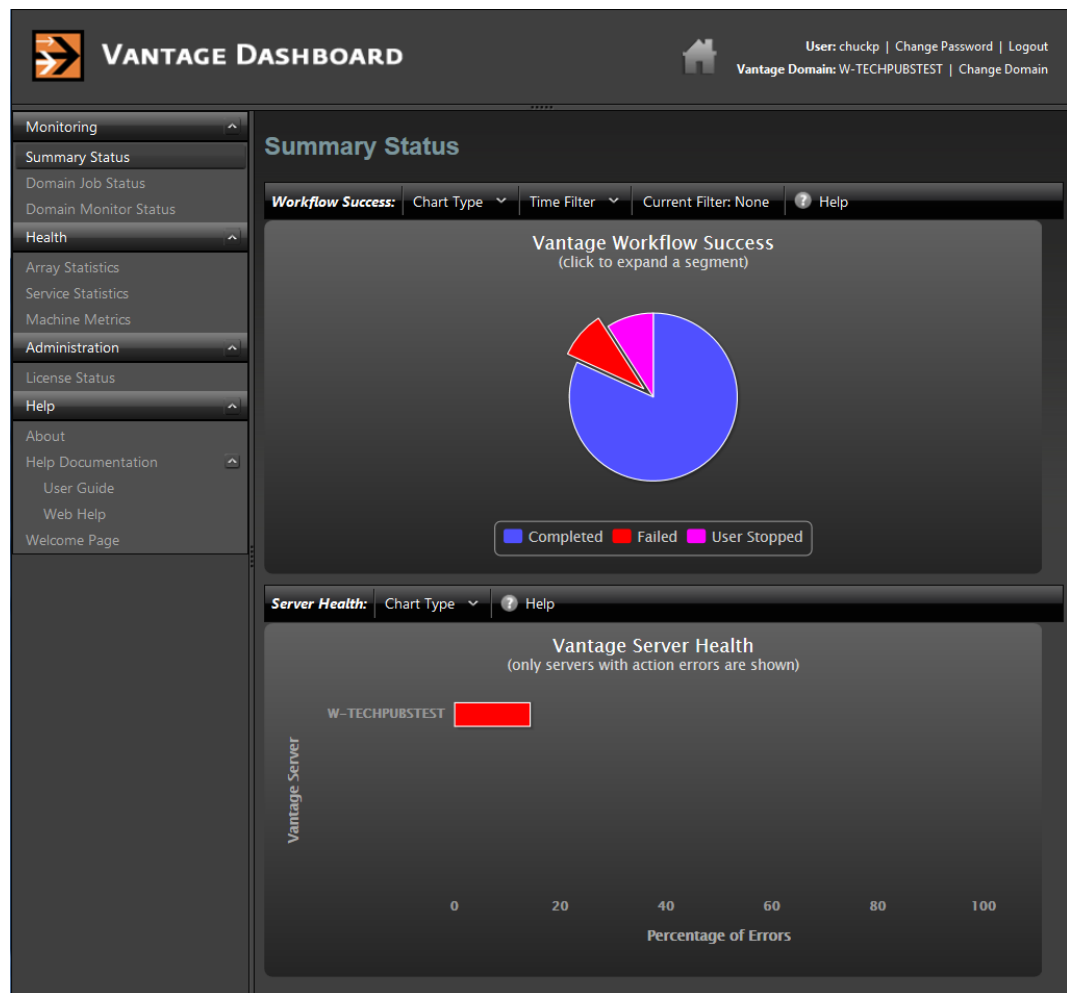 VANTAGE DASHBOARD
User: chuckp | Change Password | Logout
Vantage Domain: W-TECHPUBSTEST | Change Domain
Monitoring
Summary Status
Domain Job Status
Domain Monitor Status
Health
Array Statistics
Service Statistics
Machine Metrics
Administration
License Status
Help
About
Help Documentation
User Guide
Web Help
Welcome Page
Summary Status
Workflow Success: Chart Type Time Filter Current Filter: None ? Help
Vantage Workflow Success
(click to expand a segment)
Completed Failed User Stopped
Server Health: Chart Type ? Help
Vantage Server Health
(only servers with action errors are shown)
W-TECHPUBSTEST
Vantage Server
0 20 40 60 80 100
Percentage of Errors